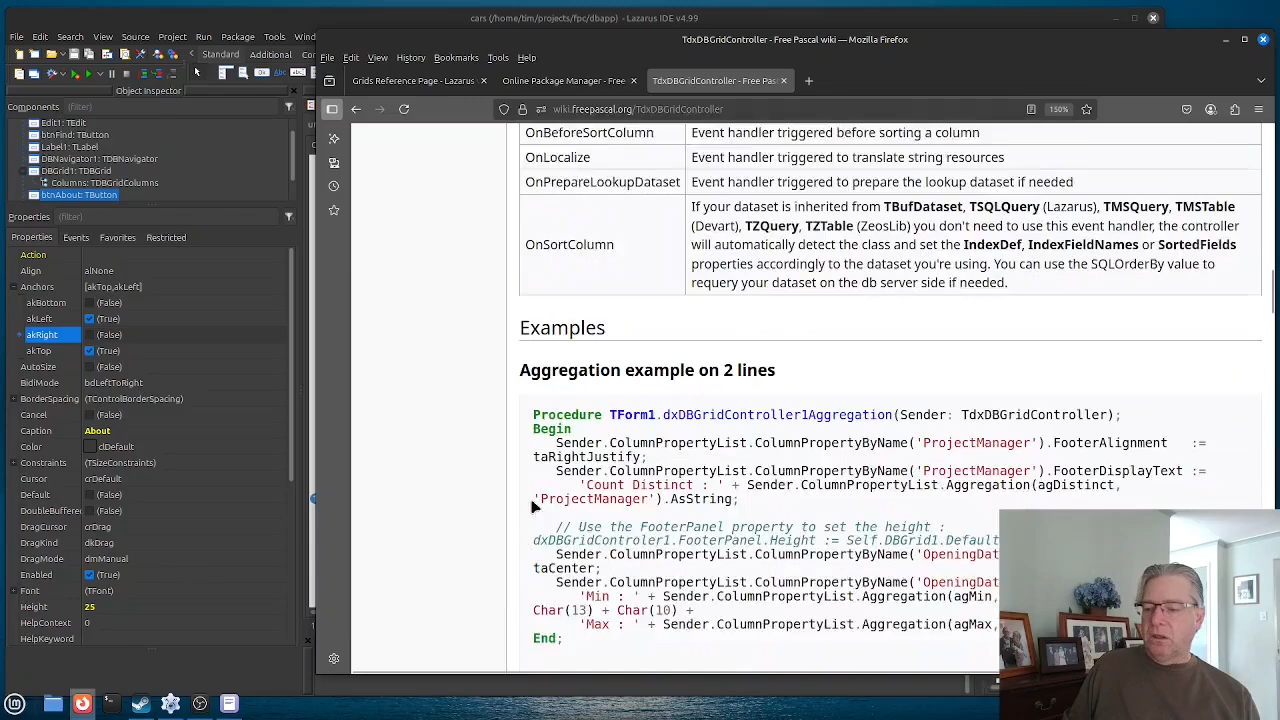 cars (/home/tim/projects/fpc/dbapp) - Lazarus IDE v4.99
File Edit Search View Source Project Run Package Tools
Standard Additional
Object Inspector
Components (filter)
Edit1: TEdit
btnFind: TButton
Label1: TLabel
DBNavigator1: TDBNavigator
DBGrid1: TDBGrid
Columns: TDBGridColumns
btnAbout: TButton
Properties (filter)
Properties Events Favorites Restricted
Action
Align alNone
Anchors [akTop,akLeft]
akBottom (False)
akLeft (True)
akRight (False)
akTop (True)
AutoSize (False)
BidiMode bdLeftToRight
BorderSpacing (TControlBorderSpacing)
Cancel (False)
Caption About
Color clDefault
Constraints (TSizeConstraints)
Cursor crDefault
Default (False)
DoubleBuffered (False)
DragCursor crDrag
DragKind dkDrag
DragMode dmManual
Enabled (True)
Font (TFont)
Height 25
HelpContext 0
HelpKeyword
TdxDBGridController - Free Pascal wiki — Mozilla Firefox
File Edit View History Bookmarks Tools Help
Grids Reference Page - Lazarus
Online Package Manager - Free
TdxDBGridController - Free Pas
wiki.freepascal.org/TdxDBGridController 150%
OnBeforeSortColumn Event handler triggered before sorting a column
OnLocalize Event handler triggered to translate string resources
OnPrepareLookupDataset Event handler triggered to prepare the lookup dataset if needed
OnSortColumn
If your dataset is inherited from TBufDataset, TSQLQuery (Lazarus), TMSQuery, TMSTable
(Devart), TZQuery, TZTable (ZeosLib) you don't need to use this event handler, the controller
will automatically detect the class and set the IndexDef, IndexFieldNames or SortedFields
properties accordingly to the dataset you're using. You can use the SQLOrderBy value to
requery your dataset on the db server side if needed.
Examples
Aggregation example on 2 lines
Procedure TForm1.dxDBGridController1Aggregation(Sender: TdxDBGridController);
Begin
Sender.ColumnPropertyList.ColumnPropertyByName('ProjectManager').FooterAlignment :=
taRightJustify;
Sender.ColumnPropertyList.ColumnPropertyByName('ProjectManager').FooterDisplayText :=
'Count Distinct : ' + Sender.ColumnPropertyList.Aggregation(agDistinct,
'ProjectManager').AsString;
// Use the FooterPanel property to set the height :
dxDBGridControler1.FooterPanel.Height := Self.DBGrid1.Default
Sender.ColumnPropertyList.ColumnPropertyByName('OpeningDat
taCenter;
Sender.ColumnPropertyList.ColumnPropertyByName('OpeningDat
'Min : ' + Sender.ColumnPropertyList.Aggregation(agMin,
Char(13) + Char(10) +
'Max : ' + Sender.ColumnPropertyList.Aggregation(agMax,
End;